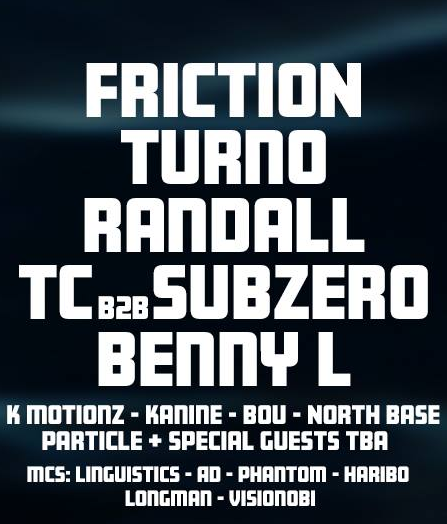 FRICTION
TURNO
RANDALL
TC B2B SUBZERO
BENNY L
K MOTIONZ - KANINE - BOU - NORTH BASE
PARTICLE + SPECIAL GUESTS TBA
MCS: LINGUISTICS - AD - PHANTOM - HARIBO
LONGMAN - VISIONOBI